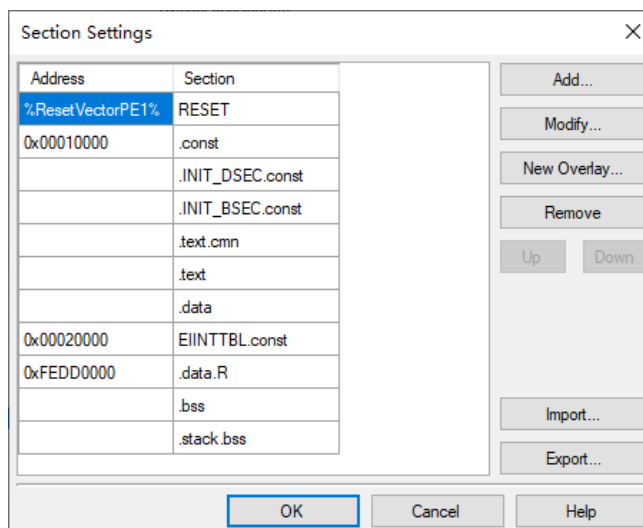 Section Settings
Address Section
%ResetVectorPE1% RESET
0x00010000 .const
.INIT_DSEC.const
.INIT_BSEC.const
.text.cmn
.text
.data
0x00020000 EIINTTBL.const
0xFEDD0000 .data.R
.bss
.stack.bss
Add...
Modify...
New Overlay...
Remove
Up Down
Import...
Export...
OK Cancel Help